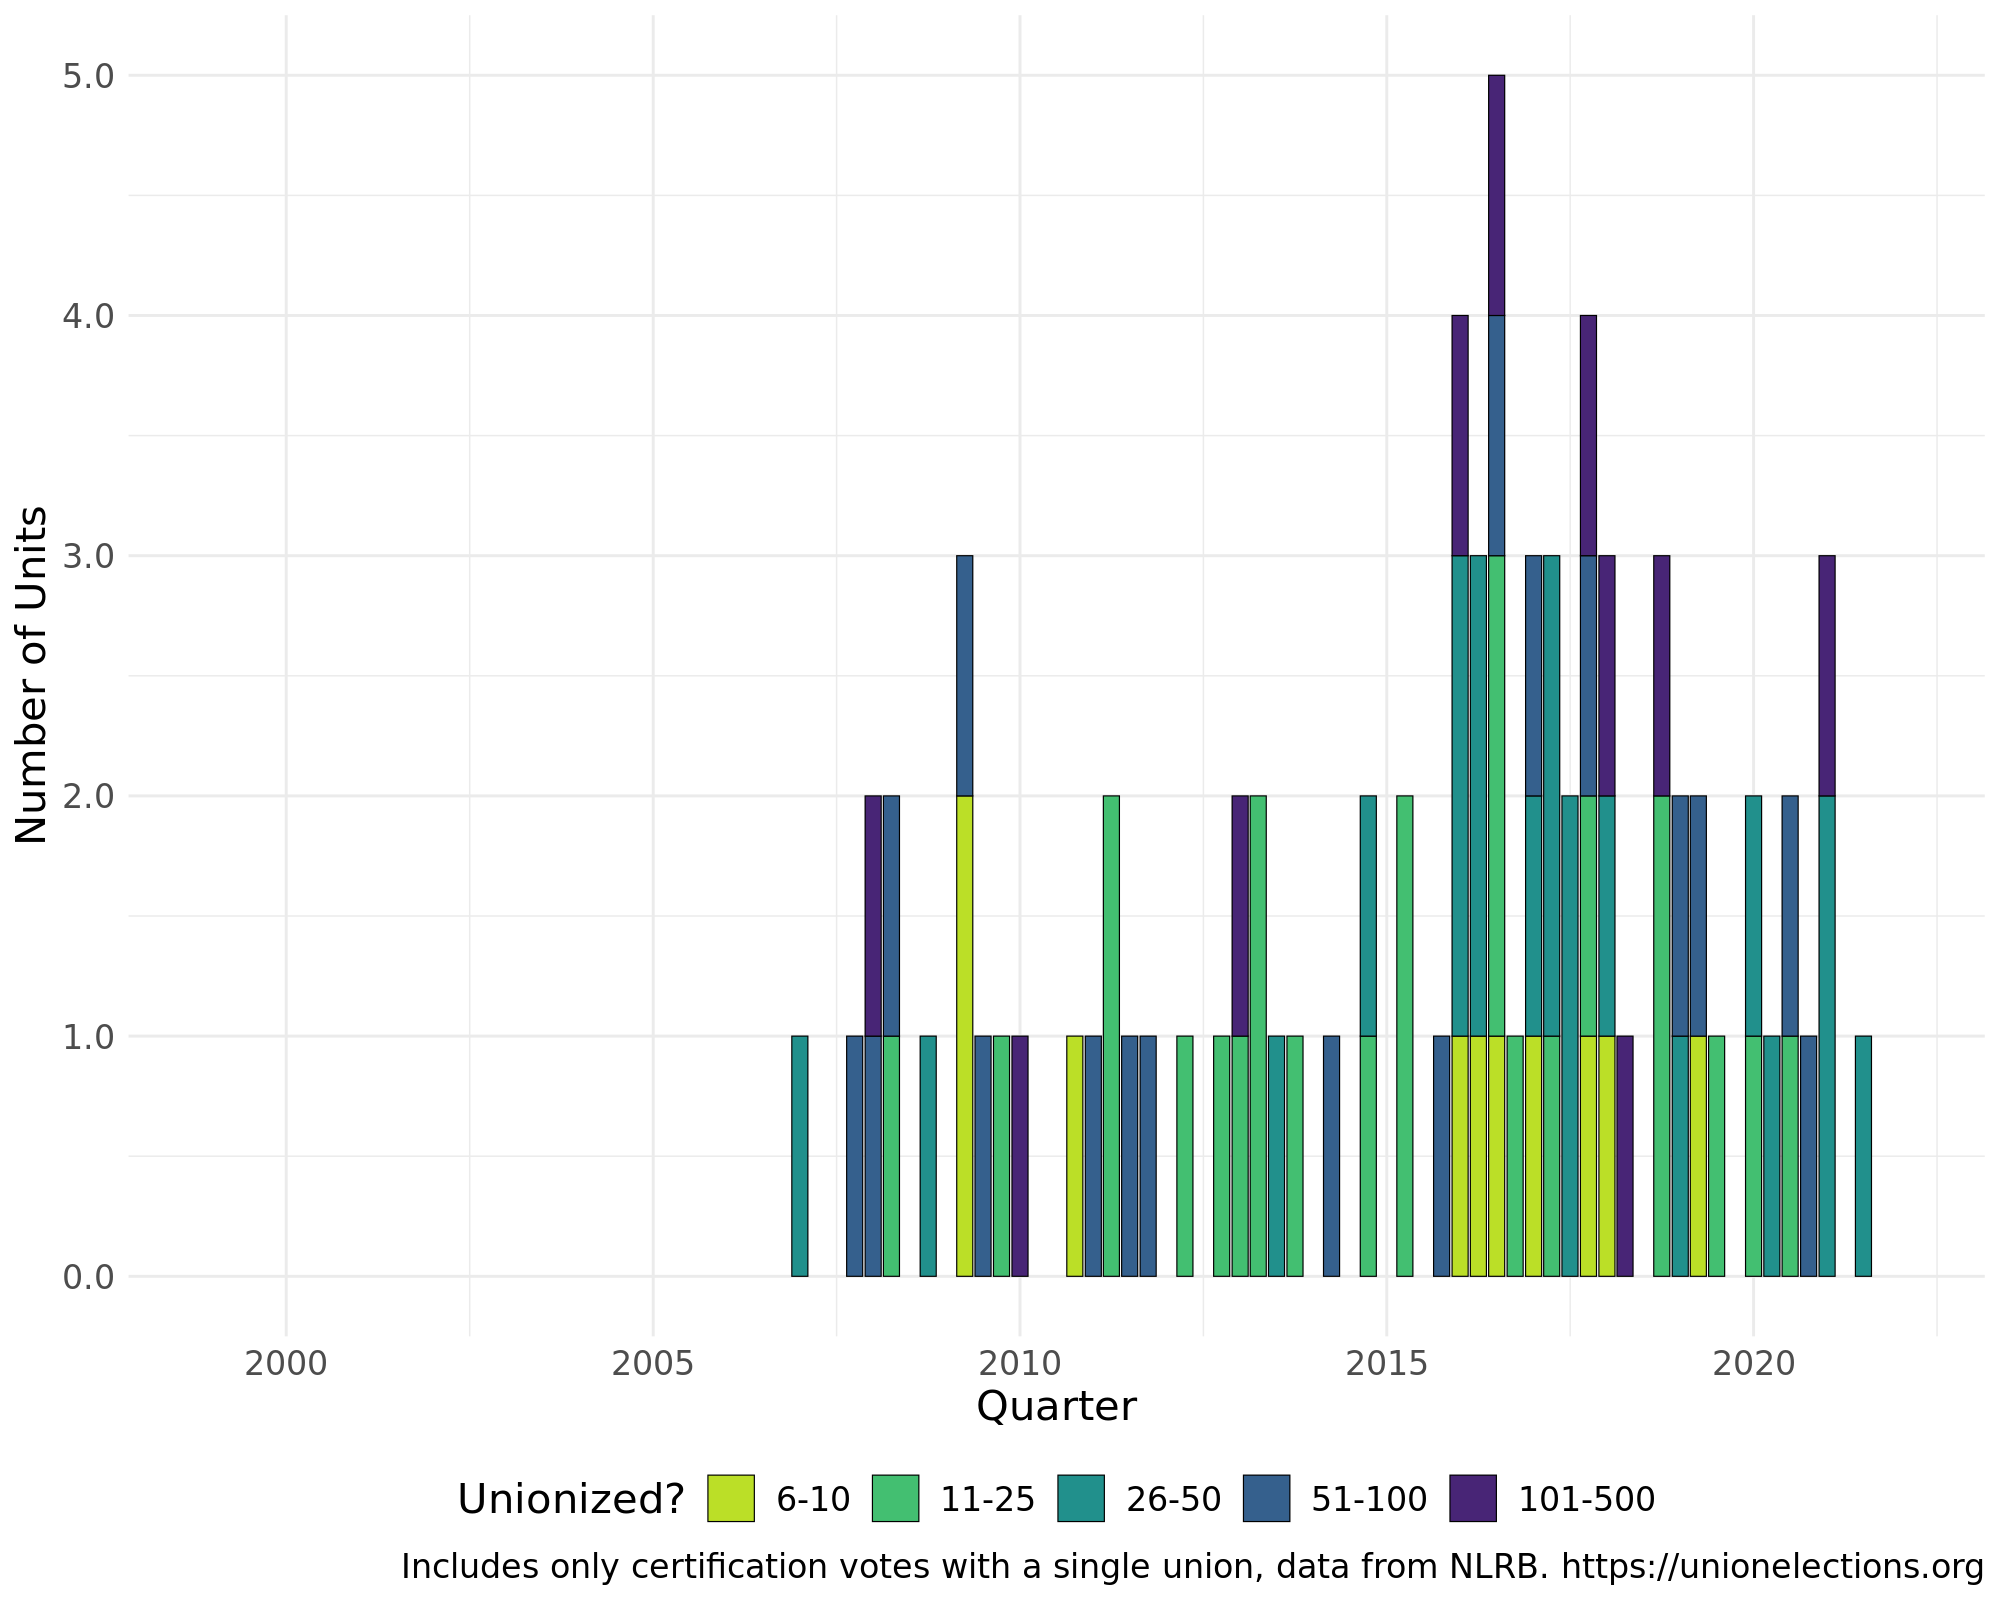 5.0
4.0
3.0
2.0
1.0
0.0
Number of Units
2000 2005 2010 2015 2020
Quarter
Unionized? 6-10 11-25 26-50 51-100 101-500
Includes only certification votes with a single union, data from NLRB. https://unionelections.org